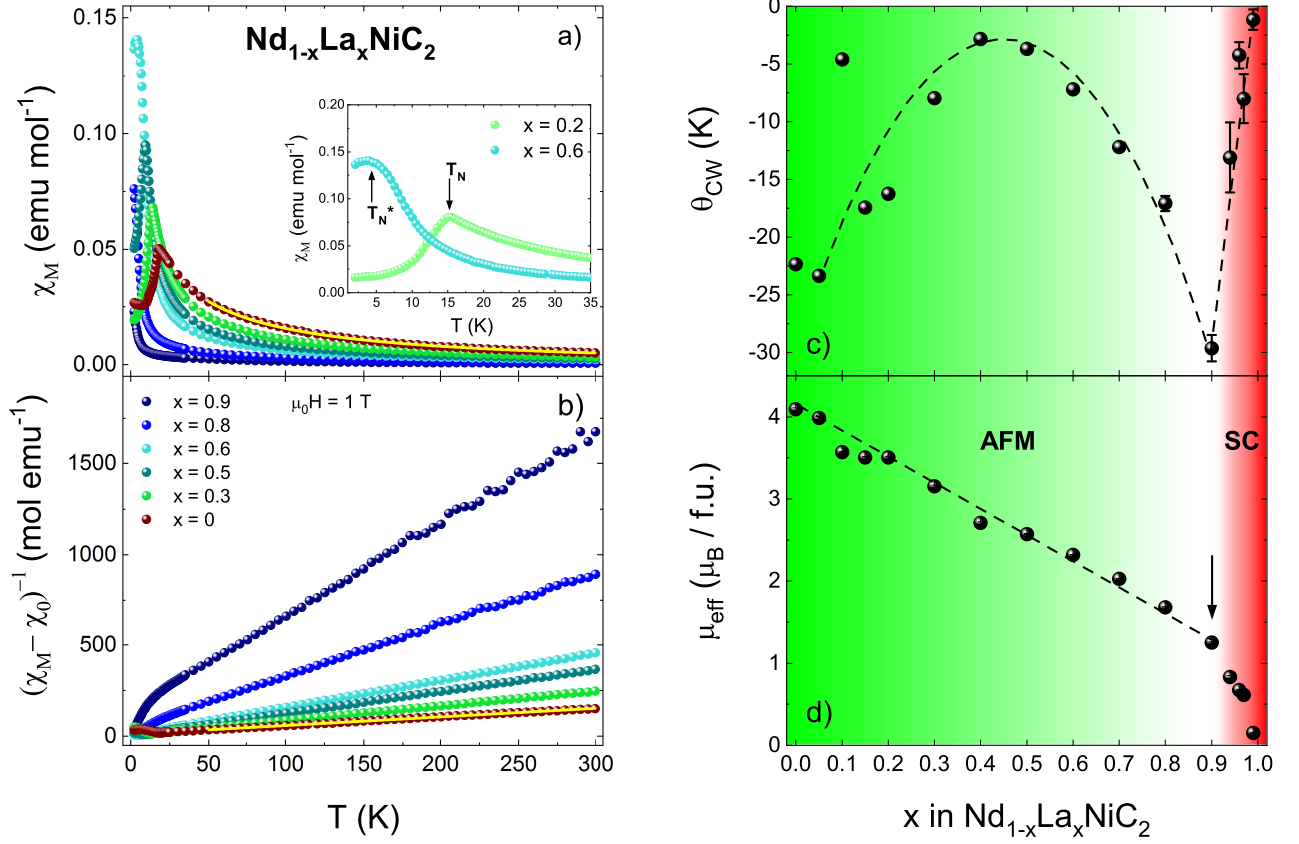 0.15
0.10
0.05
0.00
χM (emu mol-1)
Nd1-xLaxNiC2
a)
0.20
0.15
0.10
0.05
0.00
χM (emu mol-1)
x = 0.2
x = 0.6
TN
TN*
5 10 15 20 25 30 35
T (K)
1500
1000
500
0
(χM– χ0)−1 (mol emu-1)
x = 0.9
x = 0.8
x = 0.6
x = 0.5
x = 0.3
x = 0
μ0H = 1 T
b)
0 50 100 150 200 250 300
T (K)
0
-5
-10
-15
-20
-25
-30
θCW (K)
c)
4
3
2
1
0
μeff (μB / f.u.)
AFM
SC
d)
0.0 0.1 0.2 0.3 0.4 0.5 0.6 0.7 0.8 0.9 1.0
x in Nd1-xLaxNiC2